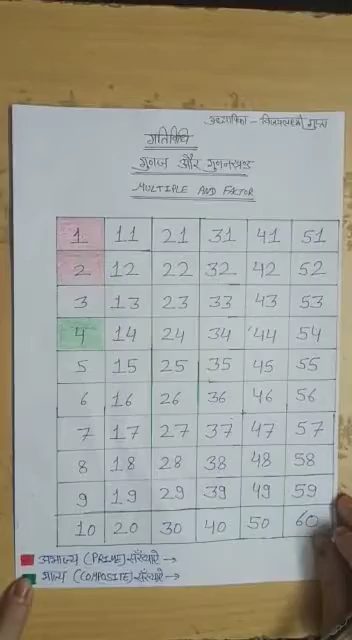 अध्यापिका - विजयलक्ष्मी गुप्ता
गतिविधि
गुणज और गुणनखण्ड
MULTIPLE AND FACTOR
1 11 21 31 41 51
2 12 22 32 42 52
3 13 23 33 43 53
4 14 24 34 44 54
5 15 25 35 45 55
6 16 26 36 46 56
7 17 27 37 47 57
8 18 28 38 48 58
9 19 29 39 49 59
10 20 30 40 50 60
अभाज्य (PRIME) संख्याऐं →
भाज्य (COMPOSITE) संख्याऐं →